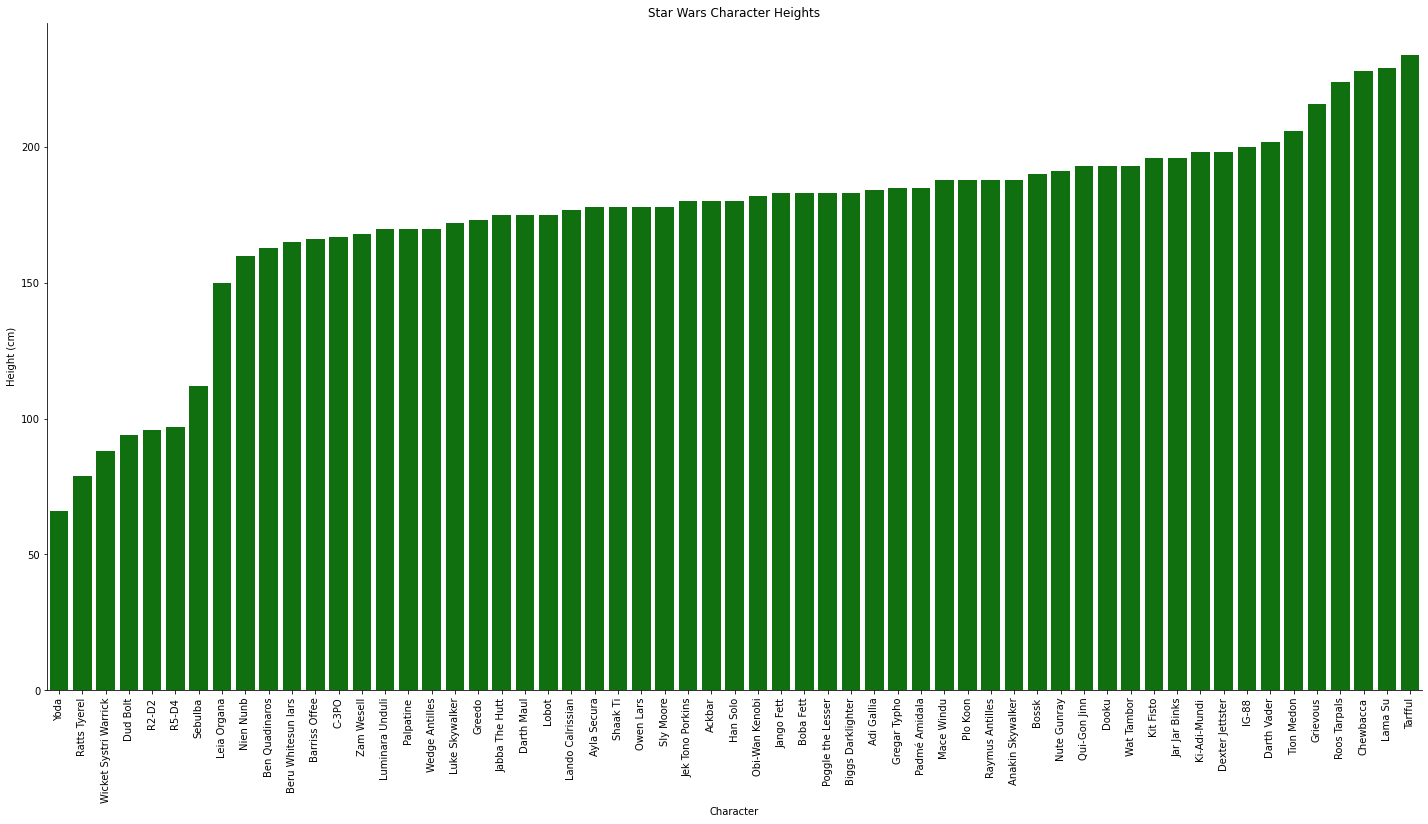 Star Wars Character Heights
Height (cm)
200
150
100
50
0
Yoda
Ratts Tyerel
Wicket Systri Warrick
Dud Bolt
R2-D2
R5-D4
Sebulba
Leia Organa
Nien Nunb
Ben Quadinaros
Beru Whitesun lars
Barriss Offee
C-3PO
Zam Wesell
Luminara Unduli
Palpatine
Wedge Antilles
Luke Skywalker
Greedo
Jabba The Hutt
Darth Maul
Lobot
Lando Calrissian
Ayla Secura
Shaak Ti
Owen Lars
Sly Moore
Jek Tono Porkins
Ackbar
Han Solo
Obi-Wan Kenobi
Jango Fett
Boba Fett
Poggle the Lesser
Biggs Darklighter
Adi Gallia
Gregar Typho
Padmé Amidala
Mace Windu
Plo Koon
Raymus Antilles
Anakin Skywalker
Bossk
Nute Gunray
Qui-Gon Jinn
Dooku
Wat Tambor
Kit Fisto
Jar Jar Binks
Ki-Adi-Mundi
Dexter Jettster
IG-88
Darth Vader
Tion Medon
Grievous
Roos Tarpals
Chewbacca
Lama Su
Tarfful
Character